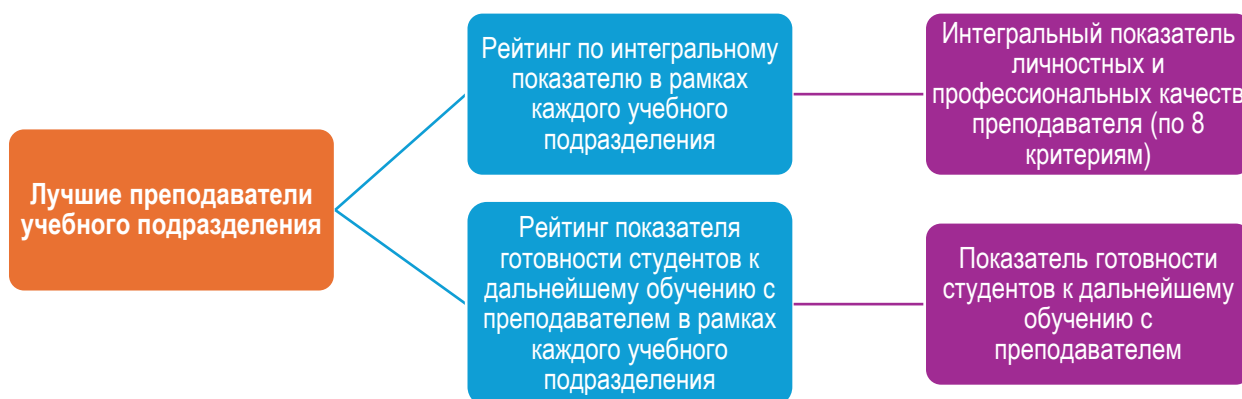 Лучшие преподаватели
учебного подразделения
Рейтинг по интегральному
показателю в рамках
каждого учебного
подразделения
Интегральный показатель
личностных и
профессиональных качеств
преподавателя (по 8
критериям)
Рейтинг показателя
готовности студентов к
дальнейшему обучению с
преподавателем в рамках
каждого учебного
подразделения
Показатель готовности
студентов к дальнейшему
обучению с
преподавателем